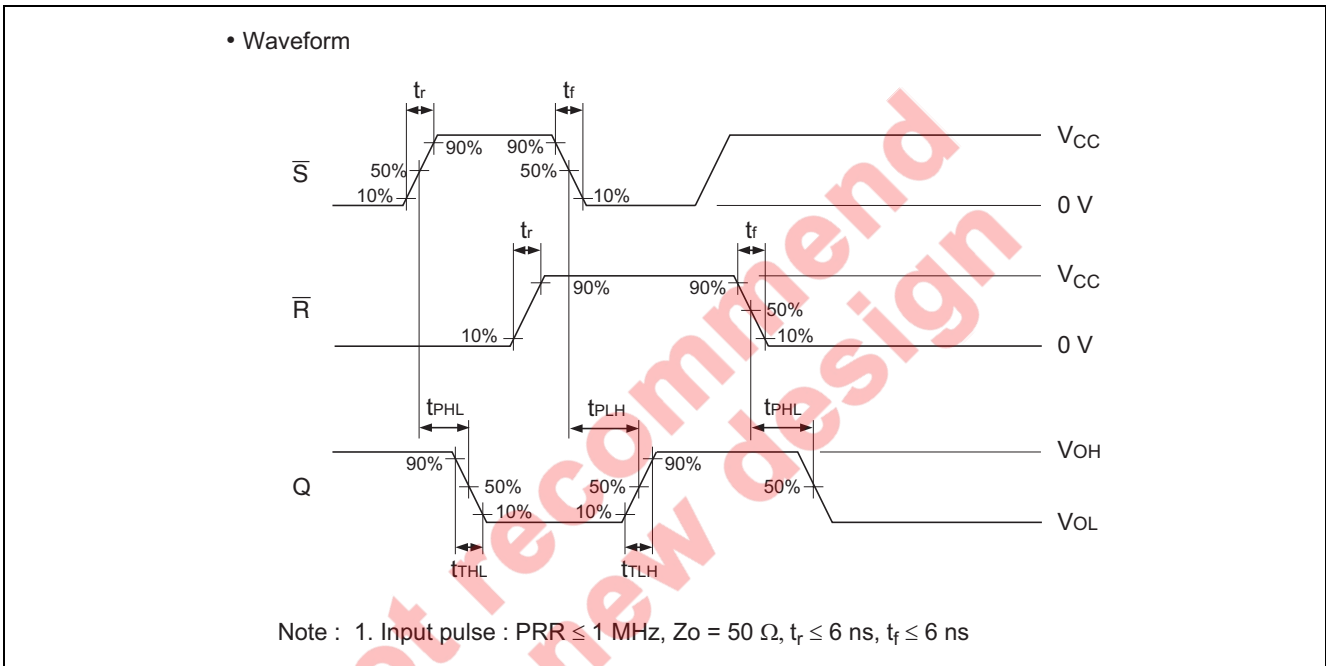 • Waveform
tr
tf
VCC
90%
90%
S̅
50%
50%
10%
10%
0 V
tr
tf
VCC
90%
90%
R̅
50%
10%
10%
0 V
tPHL
tPLH
tPHL
VOH
90%
90%
Q
50%
50%
50%
10%
10%
VOL
tTHL
tTLH
Note : 1. Input pulse : PRR ≤ 1 MHz, Zo = 50 Ω, tr ≤ 6 ns, tf ≤ 6 ns
recommend
new design